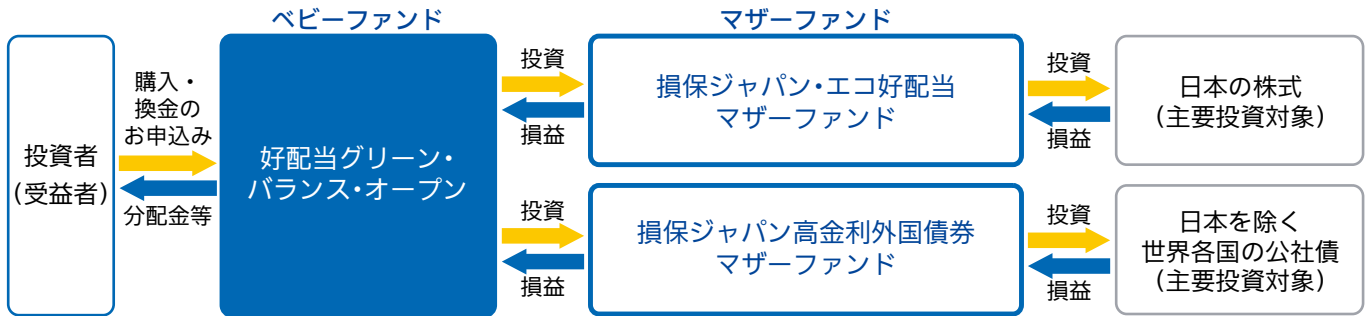 ベビーファンド
マザーファンド
投資者
(受益者)
購入・
換金の
お申込み
分配金等
好配当グリーン・
バランス・オープン
投資
損益
損保ジャパン・エコ好配当
マザーファンド
投資
損益
日本の株式
(主要投資対象)
投資
損益
損保ジャパン高金利外国債券
マザーファンド
投資
損益
日本を除く
世界各国の公社債
(主要投資対象)